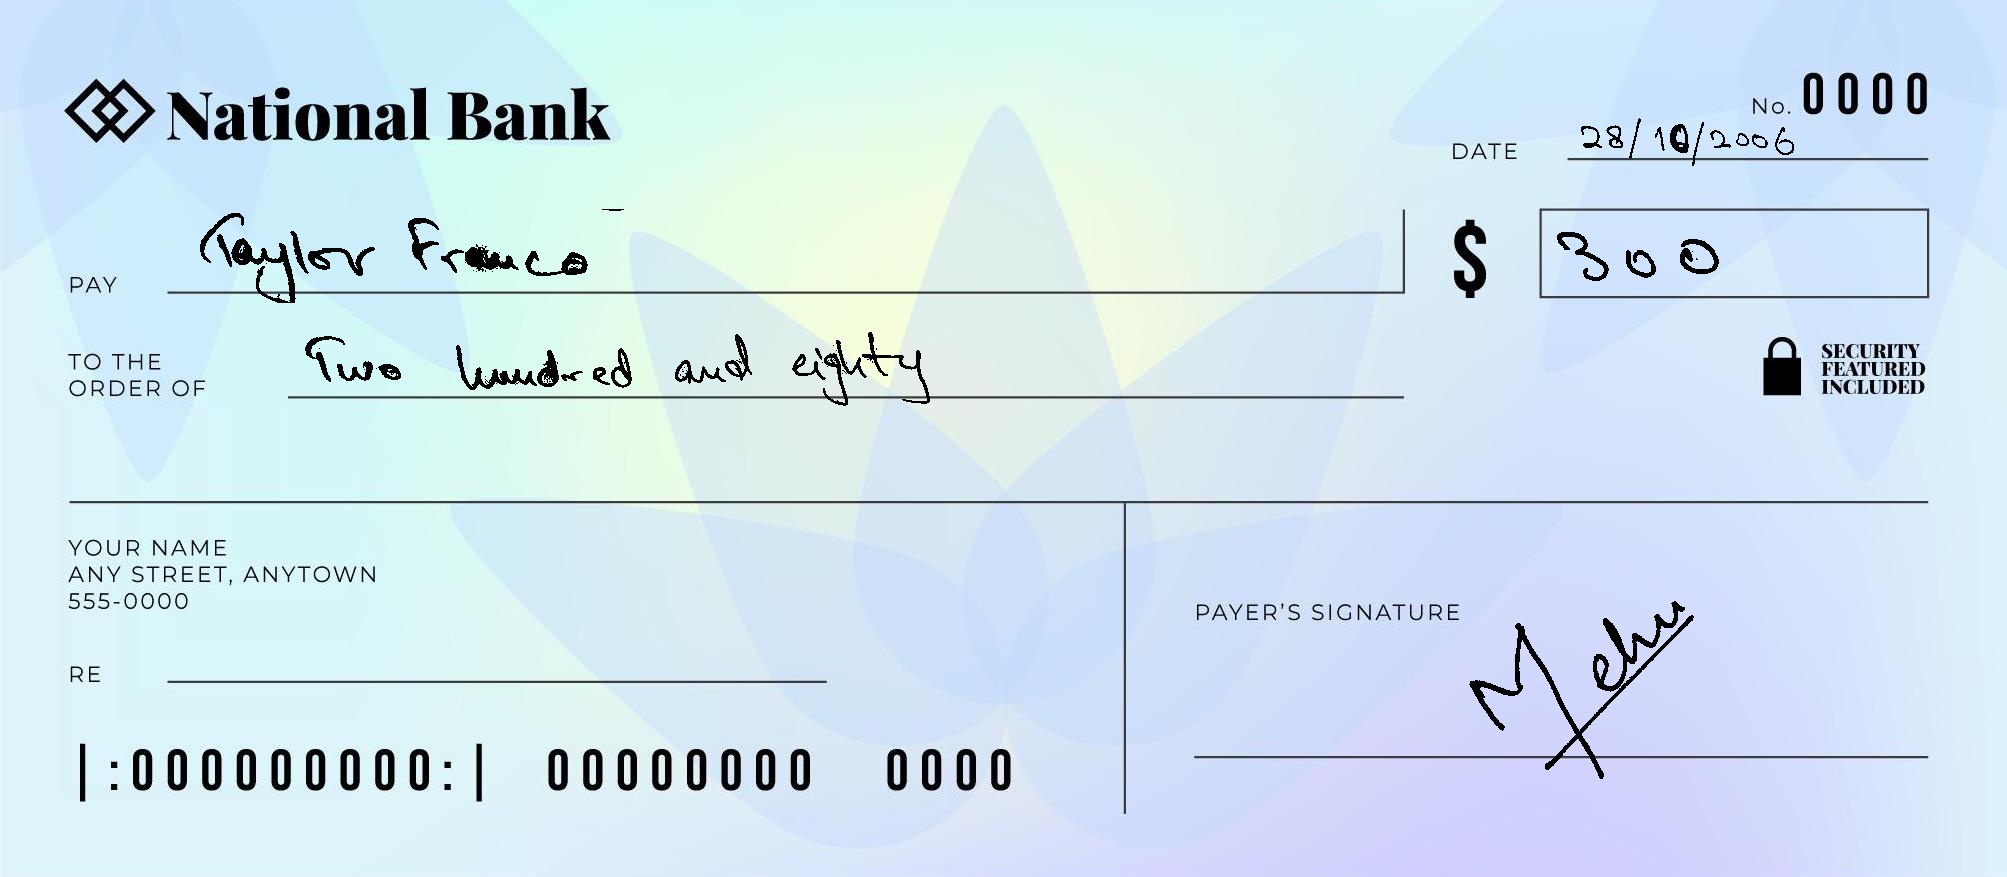 National Bank
No. 0000
DATE 28/10/2006
PAY Taylor Franco
$ 300
TO THE
ORDER OF Two hundred and eighty
SECURITY
FEATURED
INCLUDED
YOUR NAME
ANY STREET, ANYTOWN
555-0000
PAYER'S SIGNATURE
RE
|:000000000:| 00000000 0000